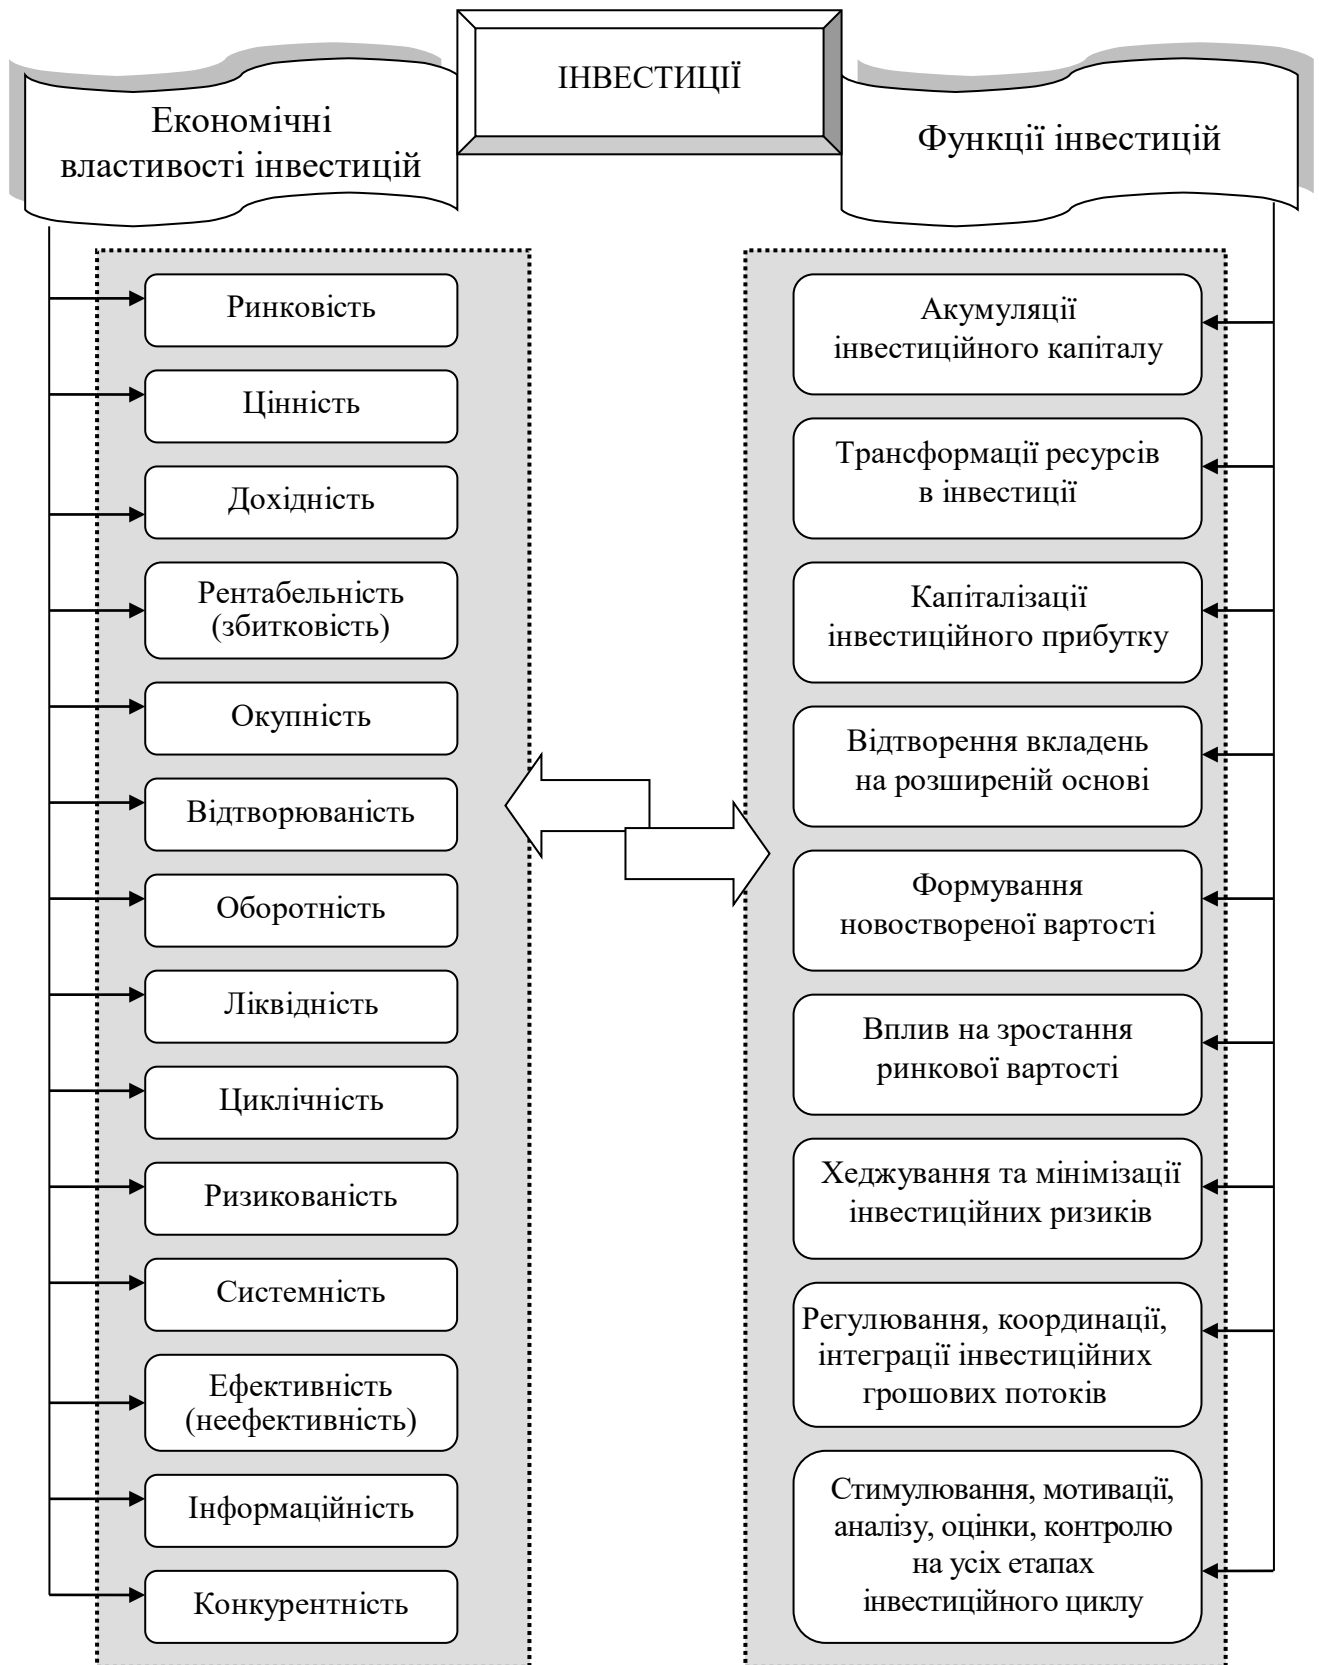 ІНВЕСТИЦІЇ
Економічні
властивості інвестицій
Ринковість
Цінність
Дохідність
Рентабельність
(збитковість)
Окупність
Відтворюваність
Оборотність
Ліквідність
Циклічність
Ризикованість
Системність
Ефективність
(неефективність)
Інформаційність
Конкурентність
Функції інвестицій
Акумуляції
інвестиційного капіталу
Трансформації ресурсів
в інвестиції
Капіталізації
інвестиційного прибутку
Відтворення вкладень
на розширеній основі
Формування
новоствореної вартості
Вплив на зростання
ринкової вартості
Хеджування та мінімізації
інвестиційних ризиків
Регулювання, координації,
інтеграції інвестиційних
грошових потоків
Стимулювання, мотивації,
аналізу, оцінки, контролю
на усіх етапах
інвестиційного циклу